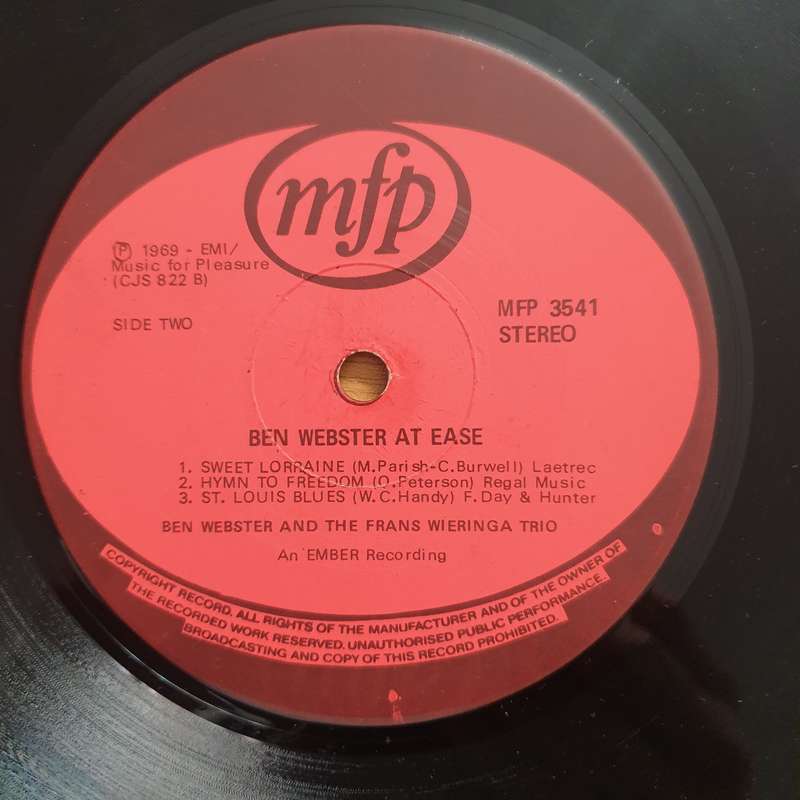 mfp
Ⓟ 1969 - EMI/
Music for Pleasure
(CJS 822 B)
SIDE TWO
MFP 3541
STEREO
BEN WEBSTER AT EASE
1. SWEET LORRAINE (M.Parish-C.Burwell) Laetrec
2. HYMN TO FREEDOM (O.Peterson) Regal Music
3. ST. LOUIS BLUES (W.C.Handy) F.Day & Hunter
BEN WEBSTER AND THE FRANS WIERINGA TRIO
An EMBER Recording
COPYRIGHT RECORD. ALL RIGHTS OF THE MANUFACTURER AND OF THE OWNER OF
THE RECORDED WORK RESERVED. UNAUTHORISED PUBLIC PERFORMANCE.
BROADCASTING AND COPY OF THIS RECORD PROHIBITED.